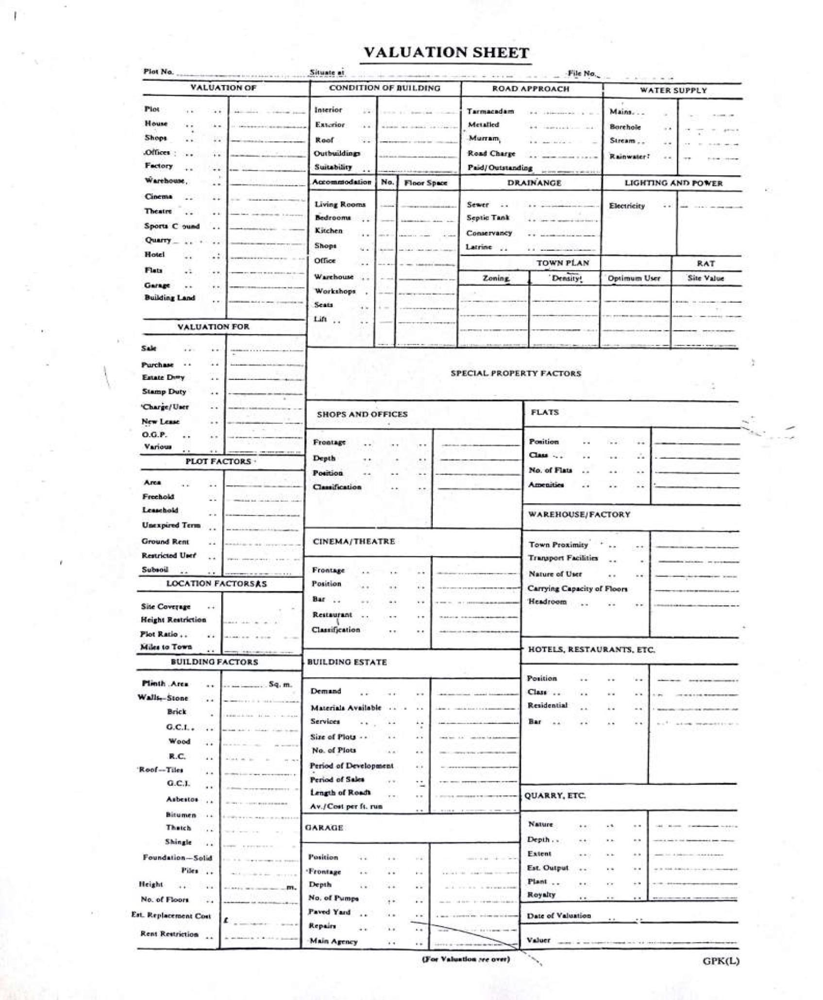 VALUATION SHEET
Plot No. Situate at File No.
VALUATION OF
Plot
House
Shops
Offices
Factory
Warehouse
Cinema
Theatre
Sports C ound
Quarry
Hotel
Flats
Garage
Building Land
VALUATION FOR
Sale
Purchase
Estate Duty
Stamp Duty
Charge/User
New Lease
O.G.P.
Various
PLOT FACTORS
Area
Freehold
Leasehold
Unexpired Term
Ground Rent
Restricted User
Subsoil
LOCATION FACTORS
Site Coverage
Height Restriction
Plot Ratio
Miles to Town
BUILDING FACTORS
Plinth Area Sq. m.
Walls—Stone
Brick
G.C.I.
Wood
R.C.
Roof—Tiles
G.C.I.
Asbestos
Bitumen
Thatch
Shingle
Foundation—Solid
Piles
Height m.
No. of Floors
Est. Replacement Cost £
Rent Restriction
CONDITION OF BUILDING
Interior
Exterior
Roof
Outbuildings
Suitability
Accommodation No. Floor Space
Living Rooms
Bedrooms
Kitchen
Shops
Office
Warehouse
Workshops
Seats
Lift
ROAD APPROACH
Tarmacadam
Metalled
Murram
Road Charge
Paid/Outstanding
WATER SUPPLY
Mains
Borehole
Stream
Rainwater
DRAINANGE
Sewer
Septic Tank
Conservancy
Latrine
LIGHTING AND POWER
Electricity
TOWN PLAN RAT
Zoning Density Optimum User Site Value
SPECIAL PROPERTY FACTORS
SHOPS AND OFFICES
Frontage
Depth
Position
Classification
CINEMA/THEATRE
Frontage
Position
Bar
Restaurant
Classification
BUILDING ESTATE
Demand
Materials Available
Services
Size of Plots
No. of Plots
Period of Development
Period of Sales
Length of Roads
Av./Cost per ft. run
GARAGE
Position
Frontage
Depth
No. of Pumps
Paved Yard
Repairs
Main Agency
FLATS
Position
Class
No. of Flats
Amenities
WAREHOUSE/FACTORY
Town Proximity
Transport Facilities
Nature of User
Carrying Capacity of Floors
Headroom
HOTELS, RESTAURANTS, ETC.
Position
Class
Residential
Bar
QUARRY, ETC.
Nature
Depth
Extent
Est. Output
Plant
Royalty
Date of Valuation
Valuer
(For Valuation see over)
GPK(L)